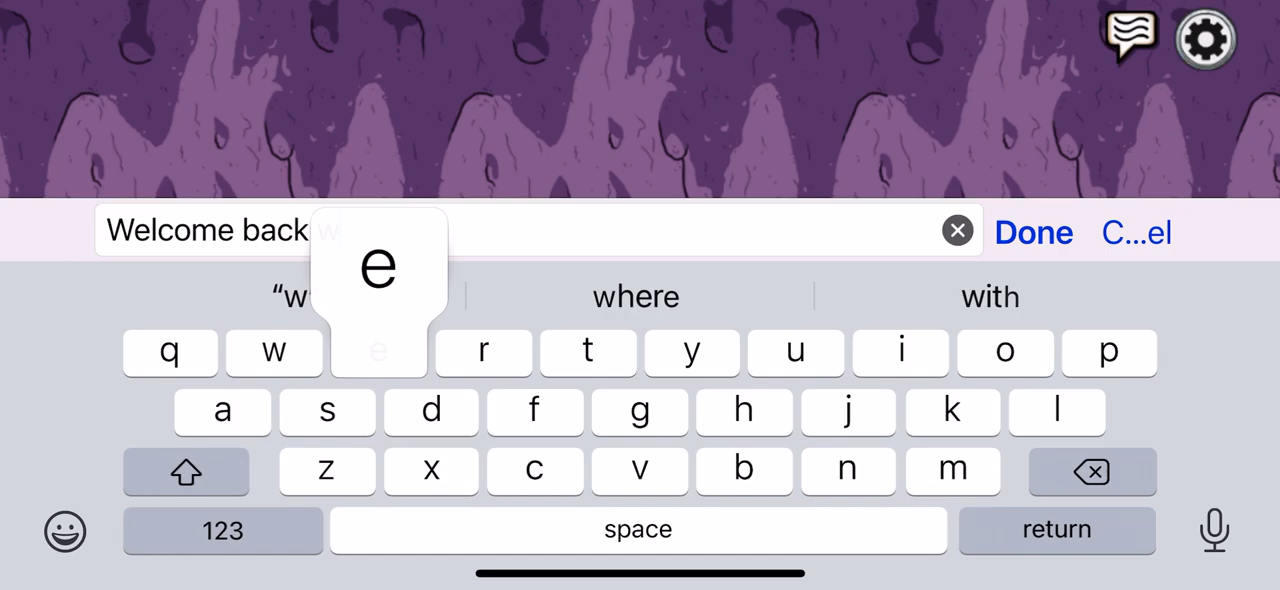 Welcome back w
Done C...el
e
“w where with
q w e r t y u i o p
a s d f g h j k l
z x c v b n m
123 space return